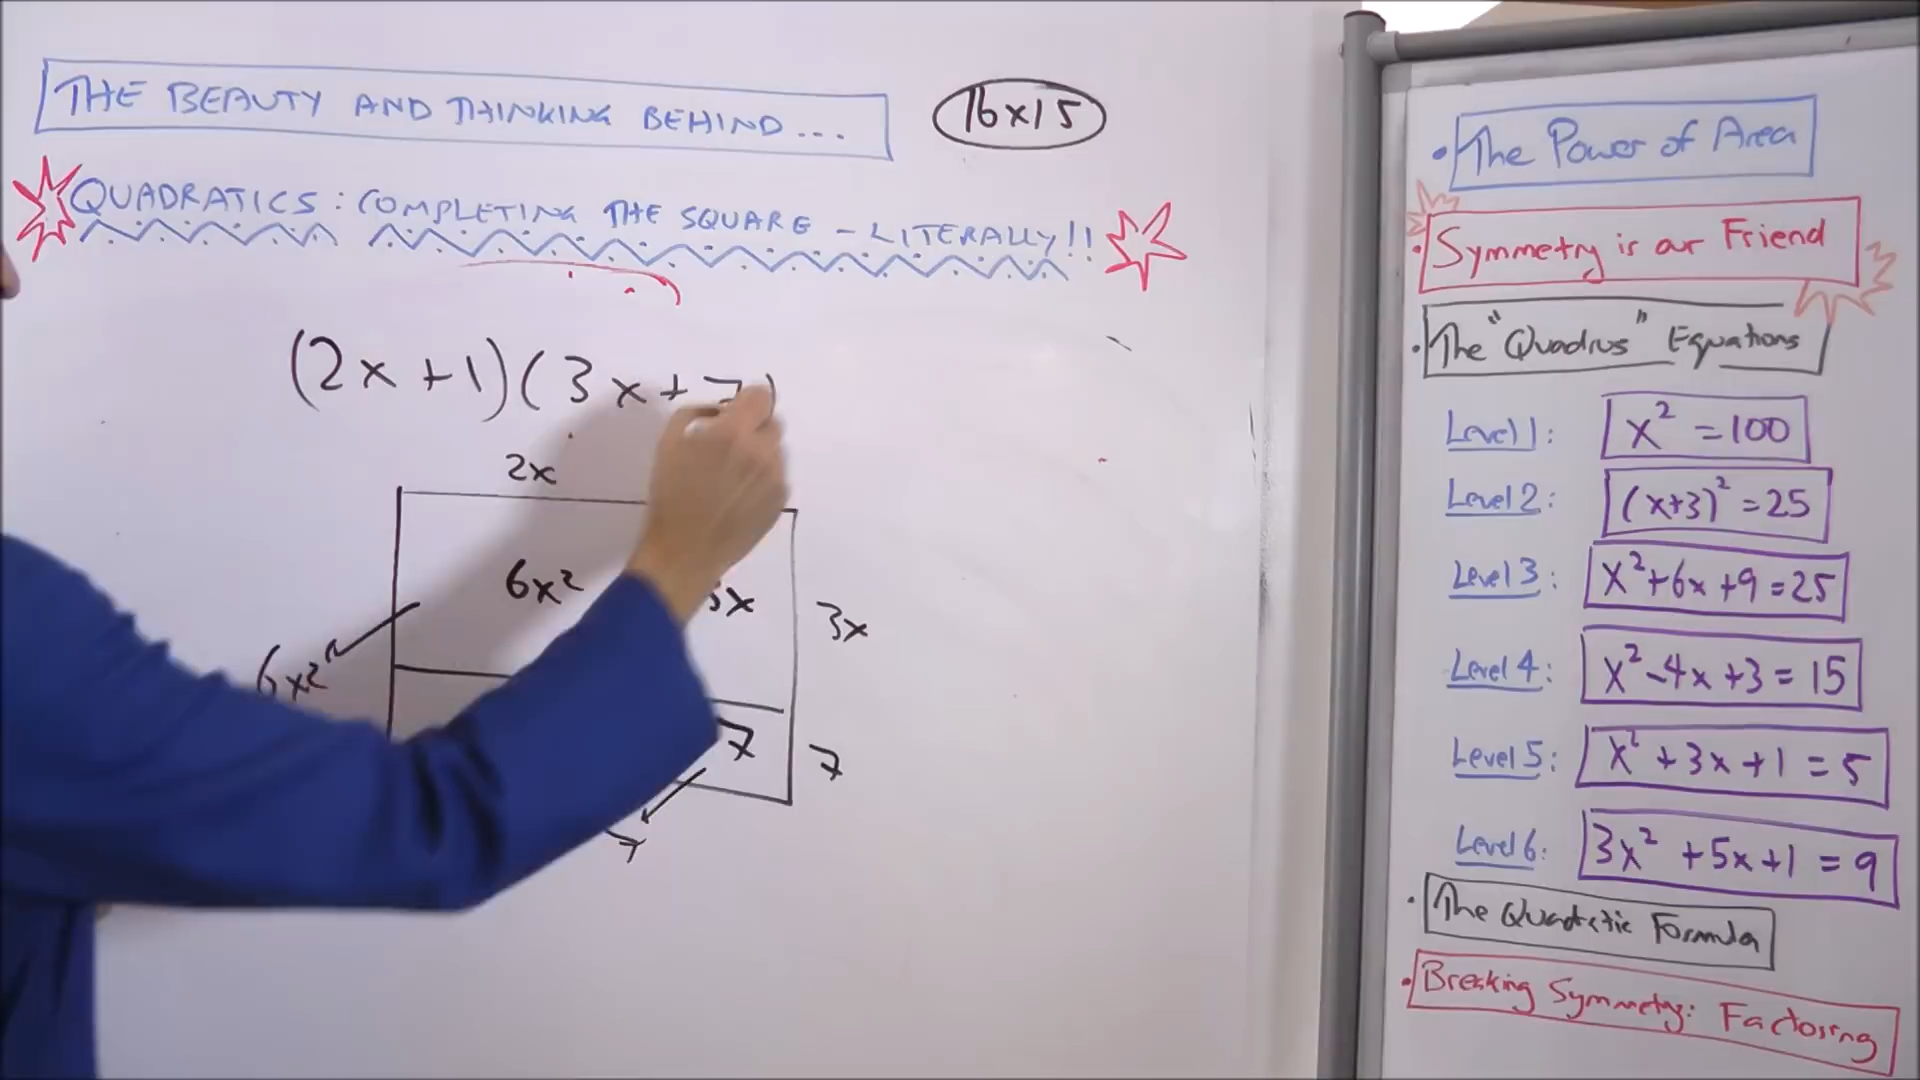 THE BEAUTY AND THINKING BEHIND...
16x15
QUADRATICS: COMPLETING THE SQUARE - LITERALLY!!
(2x+1)(3x+7)
2x
6x²
3x
3x
6x²
7
7
7
• The Power of Area
• Symmetry is our Friend
• The "Quadrus" Equations
Level 1: x² = 100
Level 2: (x+3)² = 25
Level 3: x²+6x+9=25
Level 4: x²-4x+3=15
Level 5: x²+3x+1=5
Level 6: 3x²+5x+1=9
• The Quadratic Formula
• Breaking Symmetry: Factoring